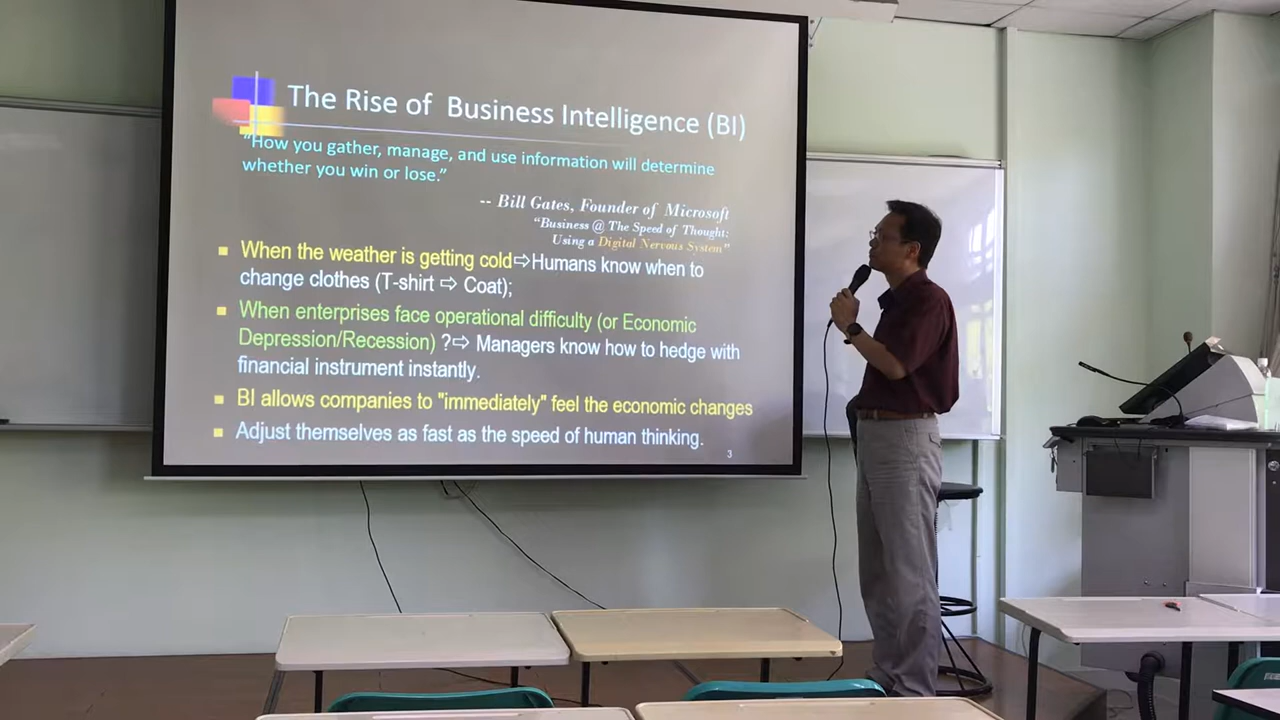 The Rise of Business Intelligence (BI)
“How you gather, manage, and use information will determine
whether you win or lose.”
-- Bill Gates, Founder of Microsoft
“Business @ The Speed of Thought:
Using a Digital Nervous System”
When the weather is getting cold⇨Humans know when to
change clothes (T-shirt ⇨ Coat);
When enterprises face operational difficulty (or Economic
Depression/Recession) ?⇨ Managers know how to hedge with
financial instrument instantly.
BI allows companies to "immediately" feel the economic changes
Adjust themselves as fast as the speed of human thinking.
3